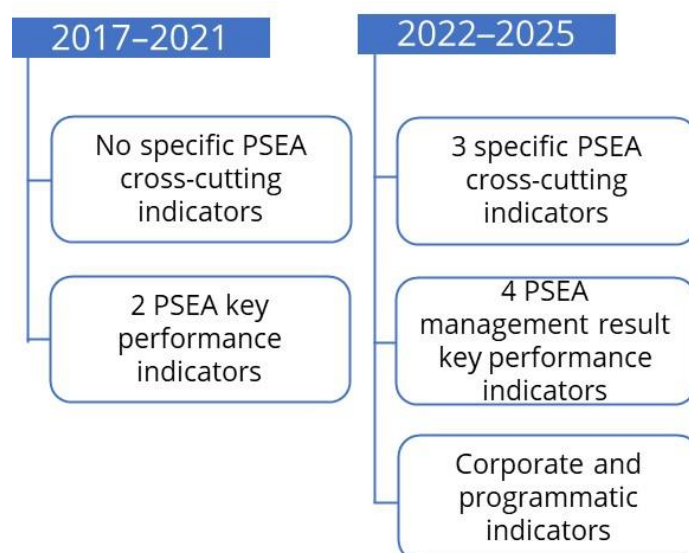 2017–2021
No specific PSEA
cross-cutting
indicators
2 PSEA key
performance
indicators
2022–2025
3 specific PSEA
cross-cutting
indicators
4 PSEA
management result
key performance
indicators
Corporate and
programmatic
indicators